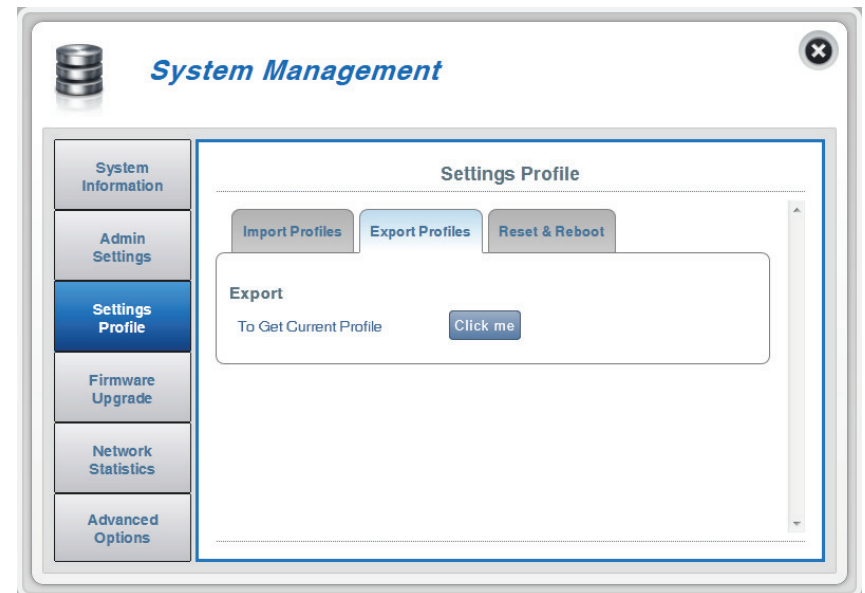 System Management
System
Information
Admin
Settings
Settings
Profile
Firmware
Upgrade
Network
Statistics
Advanced
Options
Settings Profile
Import Profiles
Export Profiles
Reset & Reboot
Export
To Get Current Profile
Click me